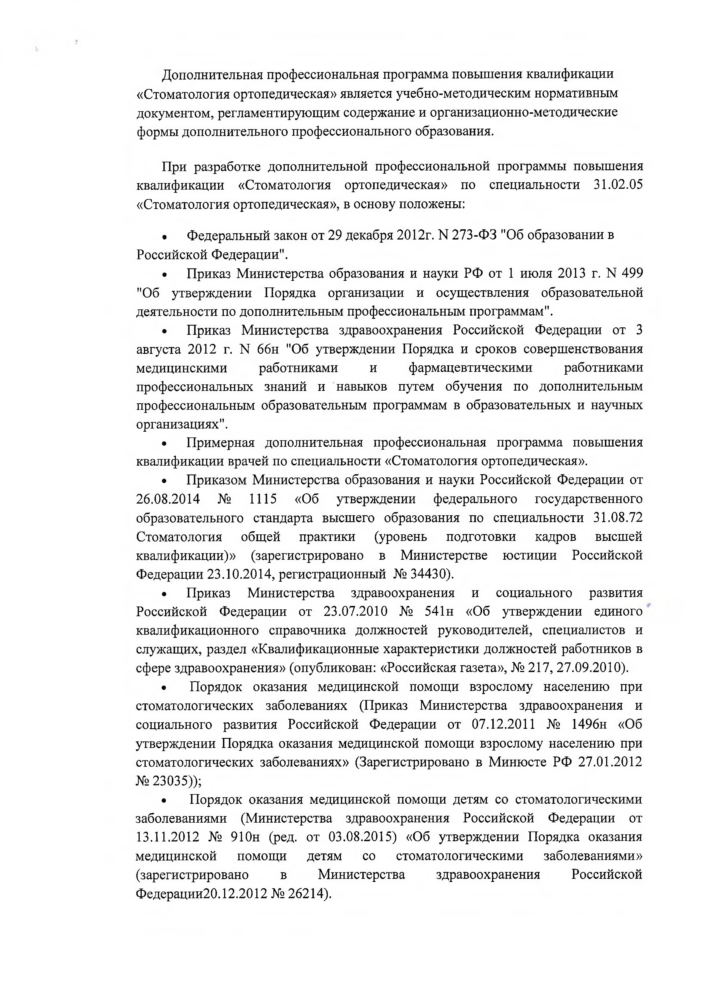 Дополнительная профессиональная программа повышения квалификации
«Стоматология ортопедическая» является учебно-методическим нормативным
документом, регламентирующим содержание и организационно-методические
формы дополнительного профессионального образования.
При разработке дополнительной профессиональной программы повышения
квалификации «Стоматология ортопедическая» по специальности 31.02.05
«Стоматология ортопедическая», в основу положены:
• Федеральный закон от 29 декабря 2012г. N 273-ФЗ "Об образовании в
Российской Федерации".
• Приказ Министерства образования и науки РФ от 1 июля 2013 г. N 499
"Об утверждении Порядка организации и осуществления образовательной
деятельности по дополнительным профессиональным программам".
• Приказ Министерства здравоохранения Российской Федерации от 3
августа 2012 г. N 66н "Об утверждении Порядка и сроков совершенствования
медицинскими работниками и фармацевтическими работниками
профессиональных знаний и навыков путем обучения по дополнительным
профессиональным образовательным программам в образовательных и научных
организациях".
• Примерная дополнительная профессиональная программа повышения
квалификации врачей по специальности «Стоматология ортопедическая».
• Приказом Министерства образования и науки Российской Федерации от
26.08.2014 № 1115 «Об утверждении федерального государственного
образовательного стандарта высшего образования по специальности 31.08.72
Стоматология общей практики (уровень подготовки кадров высшей
квалификации)» (зарегистрировано в Министерстве юстиции Российской
Федерации 23.10.2014, регистрационный № 34430).
• Приказ Министерства здравоохранения и социального развития
Российской Федерации от 23.07.2010 № 541н «Об утверждении единого
квалификационного справочника должностей руководителей, специалистов и
служащих, раздел «Квалификационные характеристики должностей работников в
сфере здравоохранения» (опубликован: «Российская газета», № 217, 27.09.2010).
• Порядок оказания медицинской помощи взрослому населению при
стоматологических заболеваниях (Приказ Министерства здравоохранения и
социального развития Российской Федерации от 07.12.2011 № 1496н «Об
утверждении Порядка оказания медицинской помощи взрослому населению при
стоматологических заболеваниях» (Зарегистрировано в Минюсте РФ 27.01.2012
№ 23035));
• Порядок оказания медицинской помощи детям со стоматологическими
заболеваниями (Министерства здравоохранения Российской Федерации от
13.11.2012 № 910н (ред. от 03.08.2015) «Об утверждении Порядка оказания
медицинской помощи детям со стоматологическими заболеваниями»
(зарегистрировано в Министерства здравоохранения Российской
Федерации20.12.2012 № 26214).